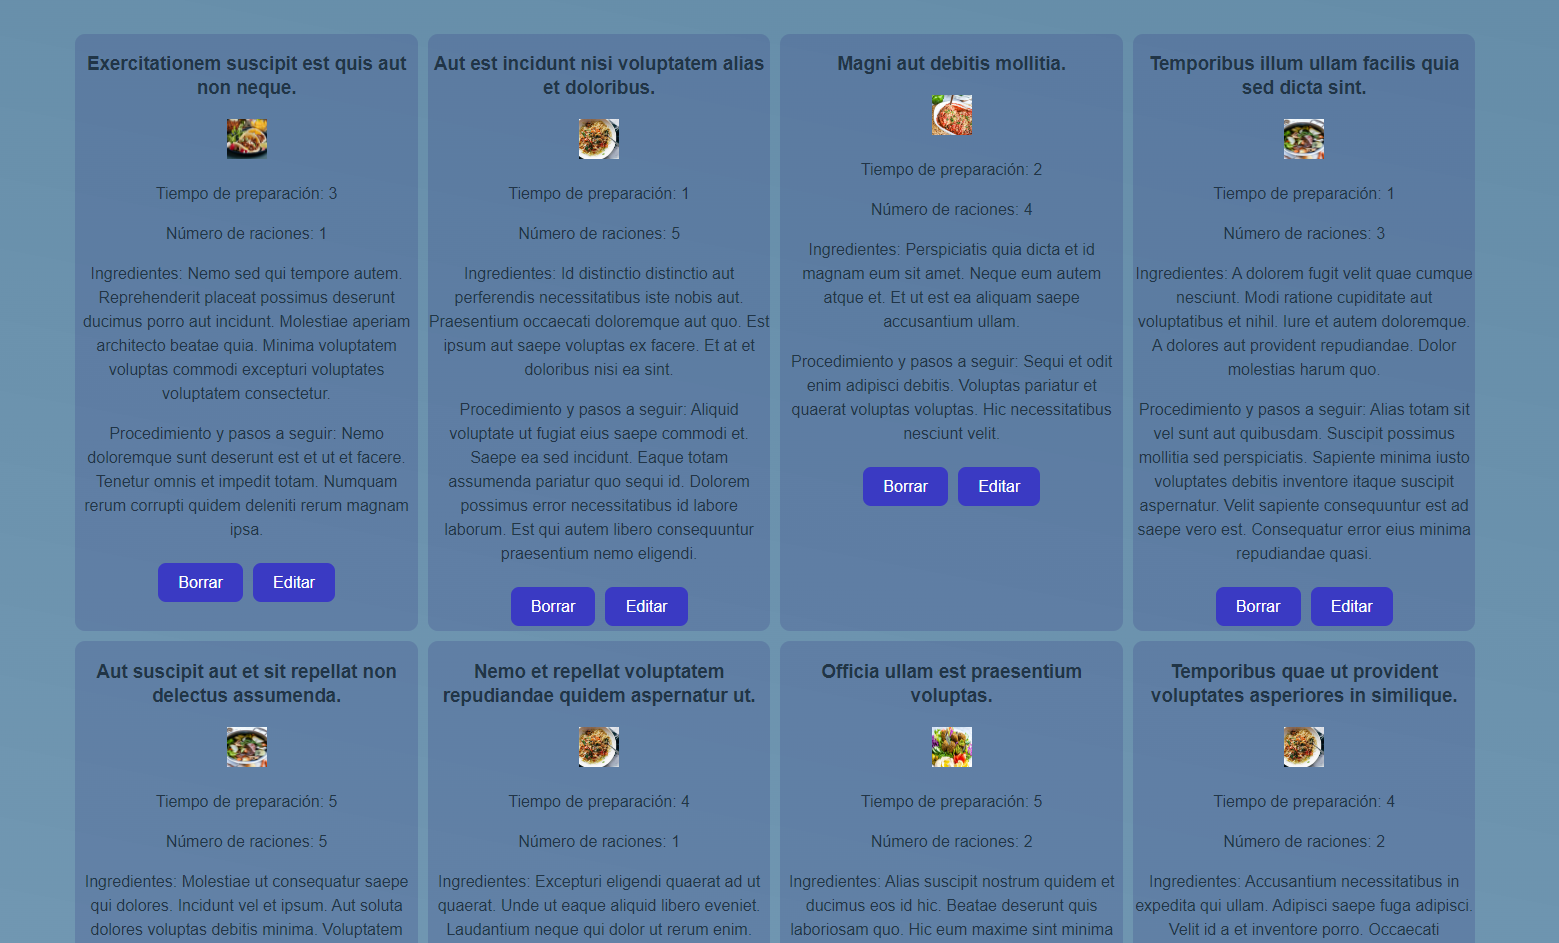 Exercitationem suscipit est quis aut
non neque.
Tiempo de preparación: 3
Número de raciones: 1
Ingredientes: Nemo sed qui tempore autem.
Reprehenderit placeat possimus deserunt
ducimus porro aut incidunt. Molestiae aperiam
architecto beatae quia. Minima voluptatem
voluptas commodi excepturi voluptates
voluptatem consectetur.
Procedimiento y pasos a seguir: Nemo
doloremque sunt deserunt est et ut et facere.
Tenetur omnis et impedit totam. Numquam
rerum corrupti quidem deleniti rerum magnam
ipsa.
Borrar
Editar
Aut est incidunt nisi voluptatem alias
et doloribus.
Tiempo de preparación: 1
Número de raciones: 5
Ingredientes: Id distinctio distinctio aut
perferendis necessitatibus iste nobis aut.
Praesentium occaecati doloremque aut quo. Est
ipsum aut saepe voluptas ex facere. Et at et
doloribus nisi ea sint.
Procedimiento y pasos a seguir: Aliquid
voluptate ut fugiat eius saepe commodi et.
Saepe ea sed incidunt. Eaque totam
assumenda pariatur quo sequi id. Dolorem
possimus error necessitatibus id labore
laborum. Est qui autem libero consequuntur
praesentium nemo eligendi.
Borrar
Editar
Magni aut debitis mollitia.
Tiempo de preparación: 2
Número de raciones: 4
Ingredientes: Perspiciatis quia dicta et id
magnam eum sit amet. Neque eum autem
atque et. Et ut est ea aliquam saepe
accusantium ullam.
Procedimiento y pasos a seguir: Sequi et odit
enim adipisci debitis. Voluptas pariatur et
quaerat voluptas voluptas. Hic necessitatibus
nesciunt velit.
Borrar
Editar
Temporibus illum ullam facilis quia
sed dicta sint.
Tiempo de preparación: 1
Número de raciones: 3
Ingredientes: A dolorem fugit velit quae cumque
nesciunt. Modi ratione cupiditate aut
voluptatibus et nihil. Iure et autem doloremque.
A dolores aut provident repudiandae. Dolor
molestias harum quo.
Procedimiento y pasos a seguir: Alias totam sit
vel sunt aut quibusdam. Suscipit possimus
mollitia sed perspiciatis. Sapiente minima iusto
voluptates debitis inventore itaque suscipit
aspernatur. Velit sapiente consequuntur est ad
saepe vero est. Consequatur error eius minima
repudiandae quasi.
Borrar
Editar
Aut suscipit aut et sit repellat non
delectus assumenda.
Tiempo de preparación: 5
Número de raciones: 5
Ingredientes: Molestiae ut consequatur saepe
qui dolores. Incidunt vel et ipsum. Aut soluta
dolores voluptas debitis minima. Voluptatem
Nemo et repellat voluptatem
repudiandae quidem aspernatur ut.
Tiempo de preparación: 4
Número de raciones: 1
Ingredientes: Excepturi eligendi quaerat ad ut
quaerat. Unde ut eaque aliquid libero eveniet.
Laudantium neque qui dolor ut rerum enim.
Officia ullam est praesentium
voluptas.
Tiempo de preparación: 5
Número de raciones: 2
Ingredientes: Alias suscipit nostrum quidem et
ducimus eos id hic. Beatae deserunt quis
laboriosam quo. Hic eum maxime sint minima
Temporibus quae ut provident
voluptates asperiores in similique.
Tiempo de preparación: 4
Número de raciones: 2
Ingredientes: Accusantium necessitatibus in
expedita qui ullam. Adipisci saepe fuga adipisci.
Velit id a et inventore porro. Occaecati